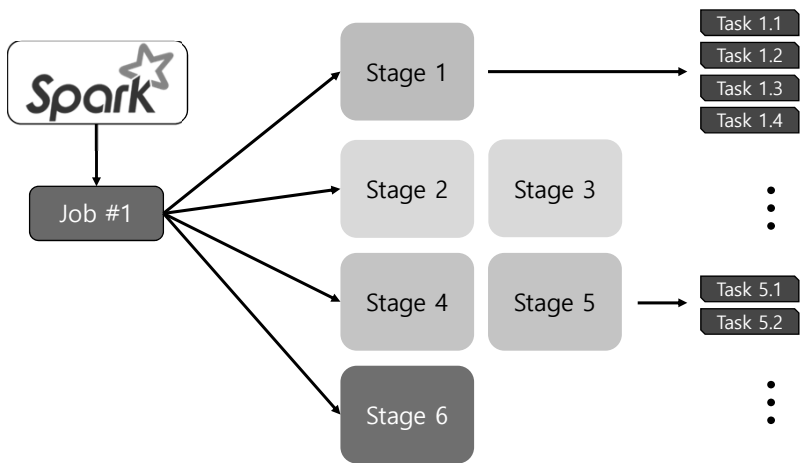 Spark
Job #1
Stage 1
Stage 2
Stage 3
Stage 4
Stage 5
Stage 6
Task 1.1
Task 1.2
Task 1.3
Task 1.4
Task 5.1
Task 5.2